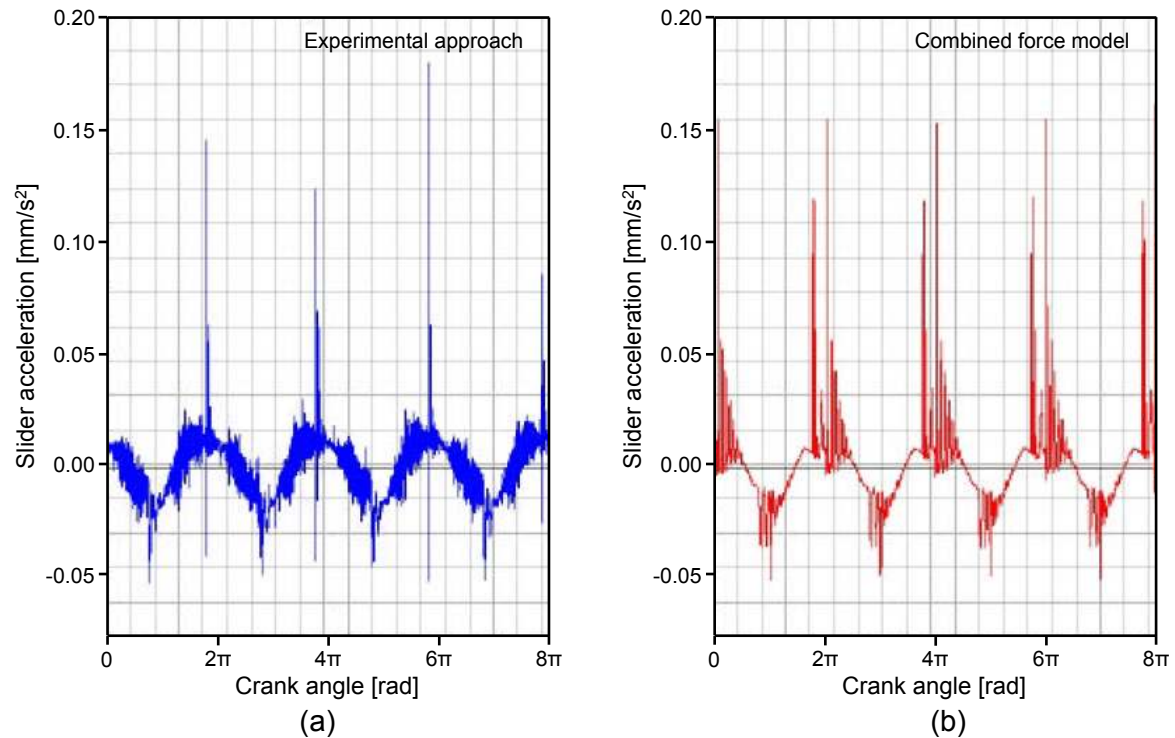 Experimental approach
0.20
0.15
0.10
0.05
0.00
-0.05
Slider acceleration [mm/s²]
0 2π 4π 6π 8π
Crank angle [rad]
(a)
Combined force model
0.20
0.15
0.10
0.05
0.00
-0.05
Slider acceleration [mm/s²]
0 2π 4π 6π 8π
Crank angle [rad]
(b)